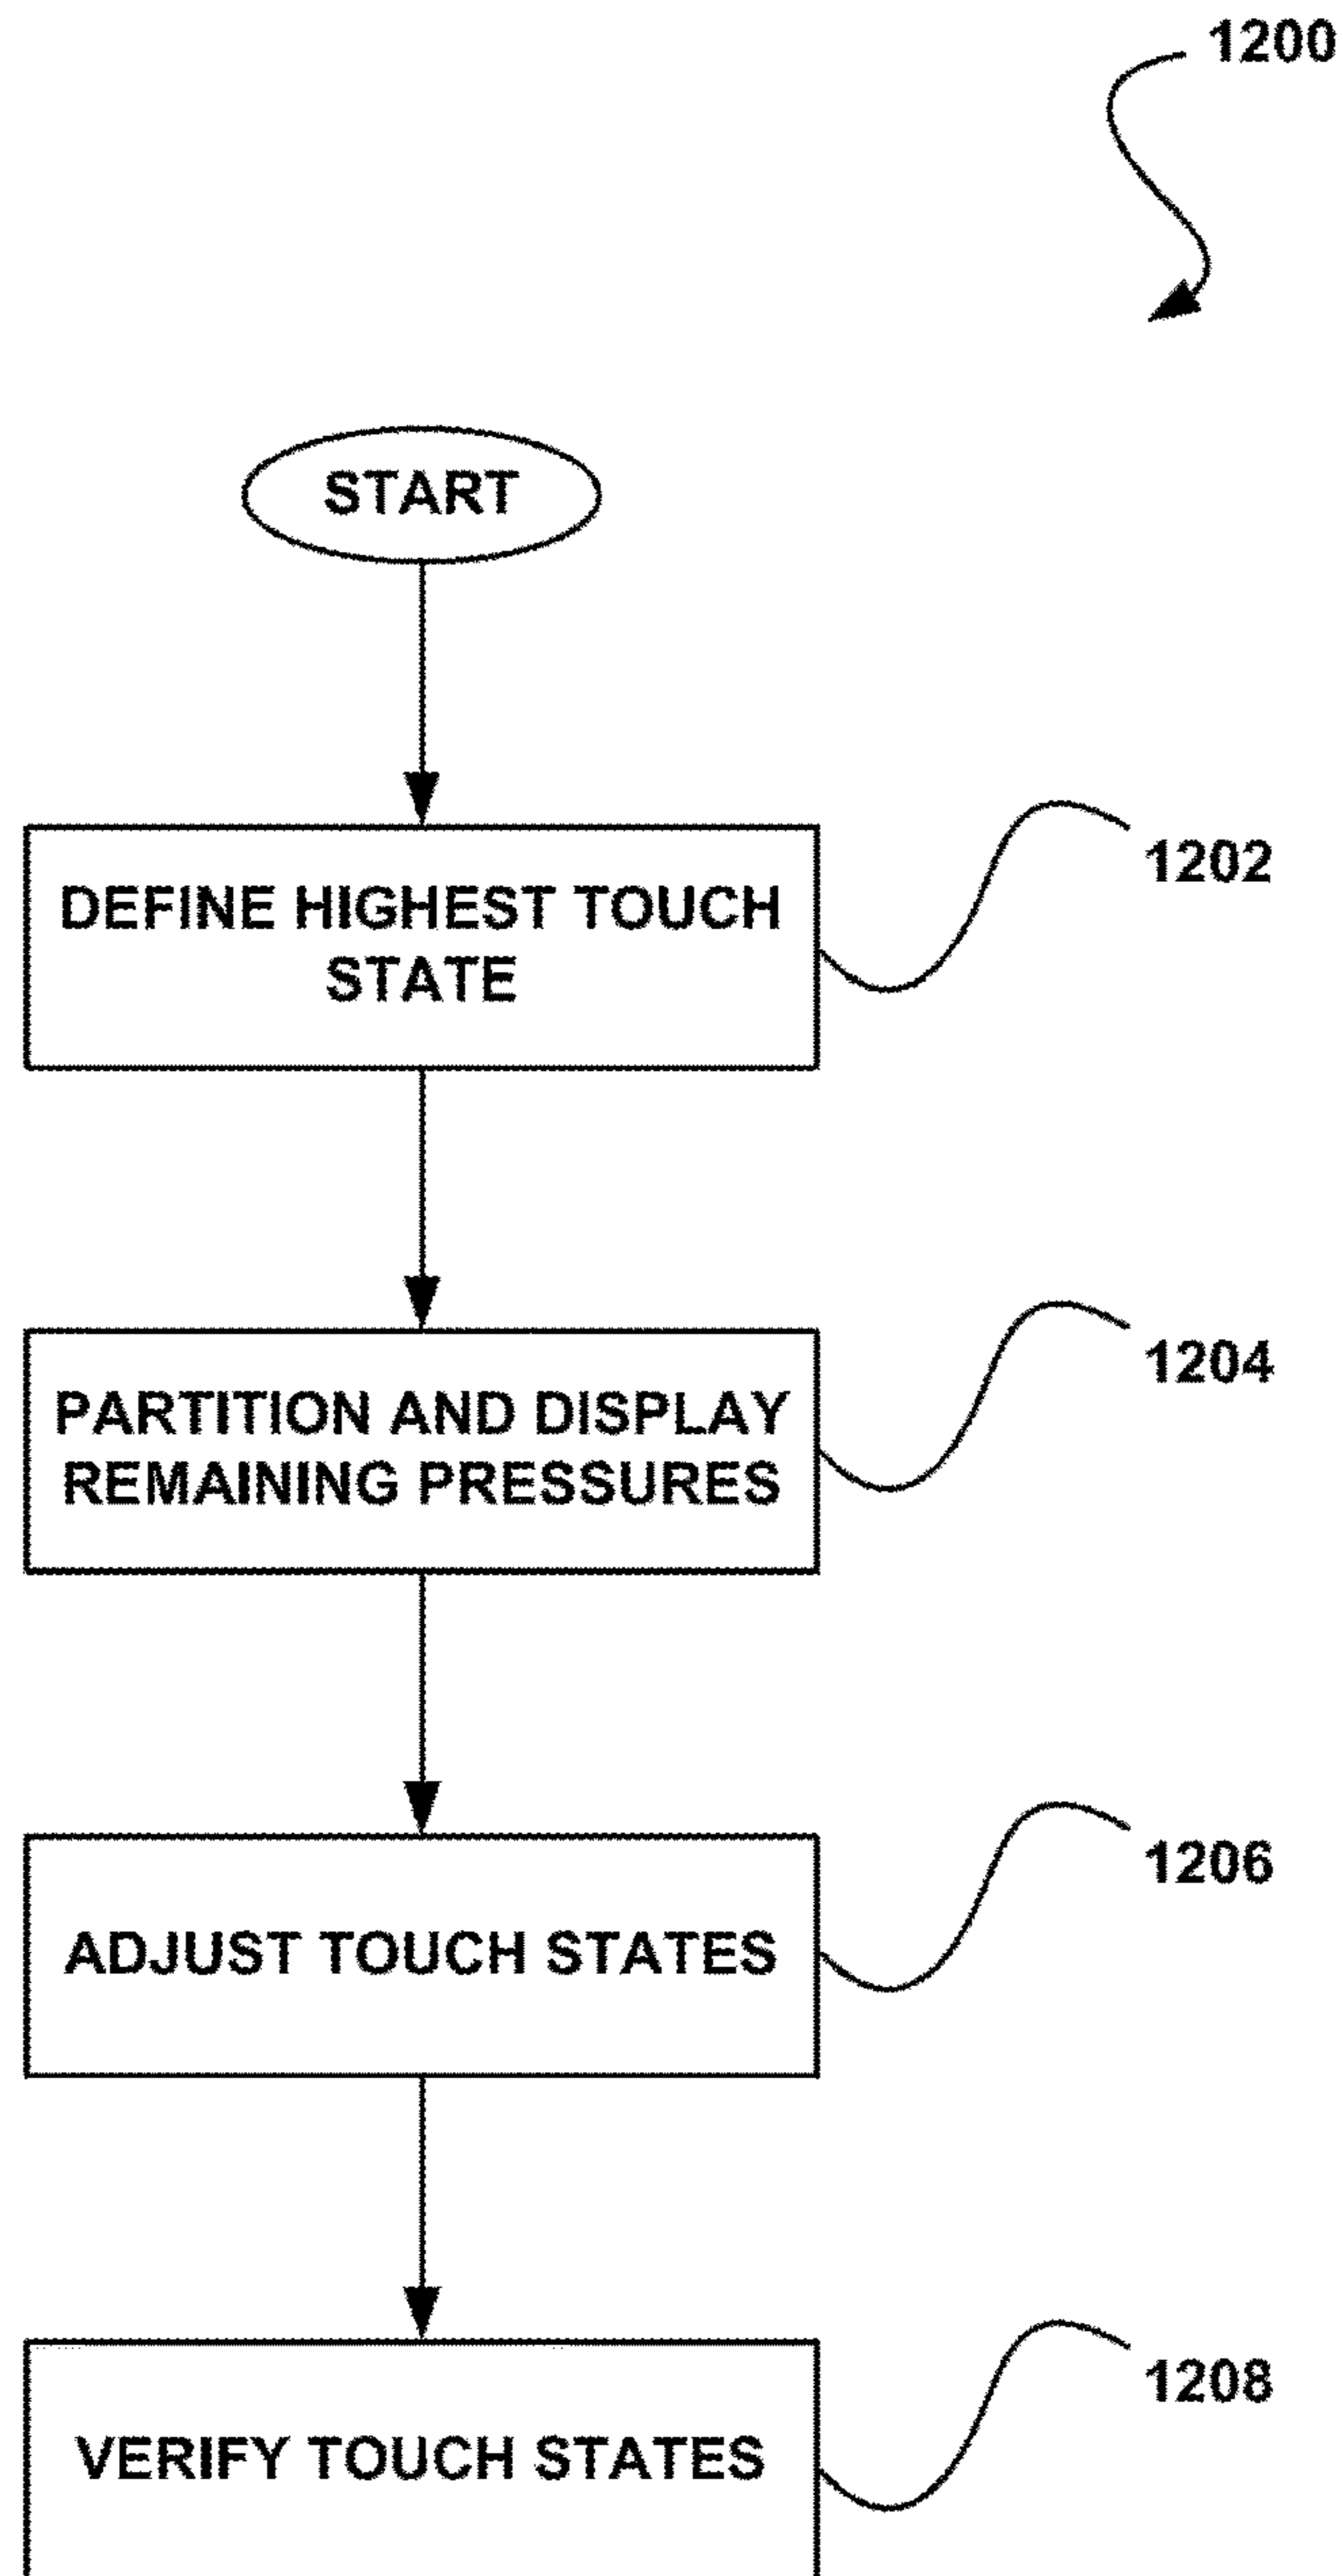 1200
START
DEFINE HIGHEST TOUCH
STATE
1202
PARTITION AND DISPLAY
REMAINING PRESSURES
1204
ADJUST TOUCH STATES
1206
VERIFY TOUCH STATES
1208